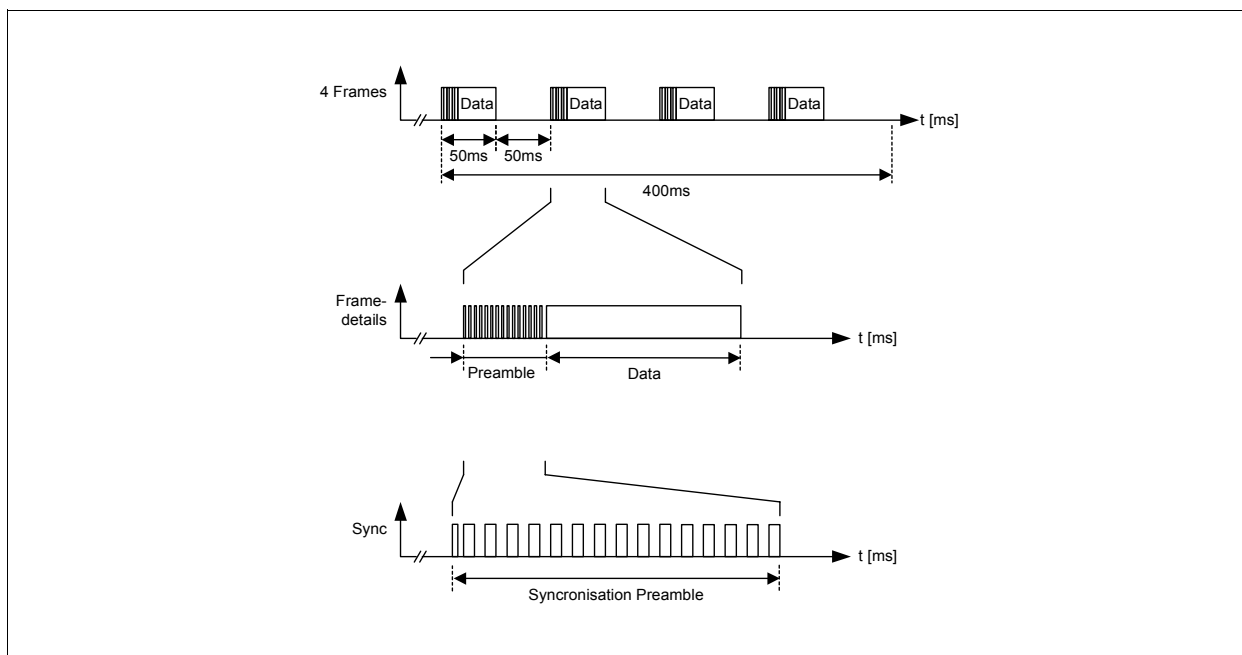 4 Frames
Data
Data
Data
Data
t [ms]
50ms
50ms
400ms
Frame-
details
t [ms]
Preamble
Data
Sync
t [ms]
Syncronisation Preamble